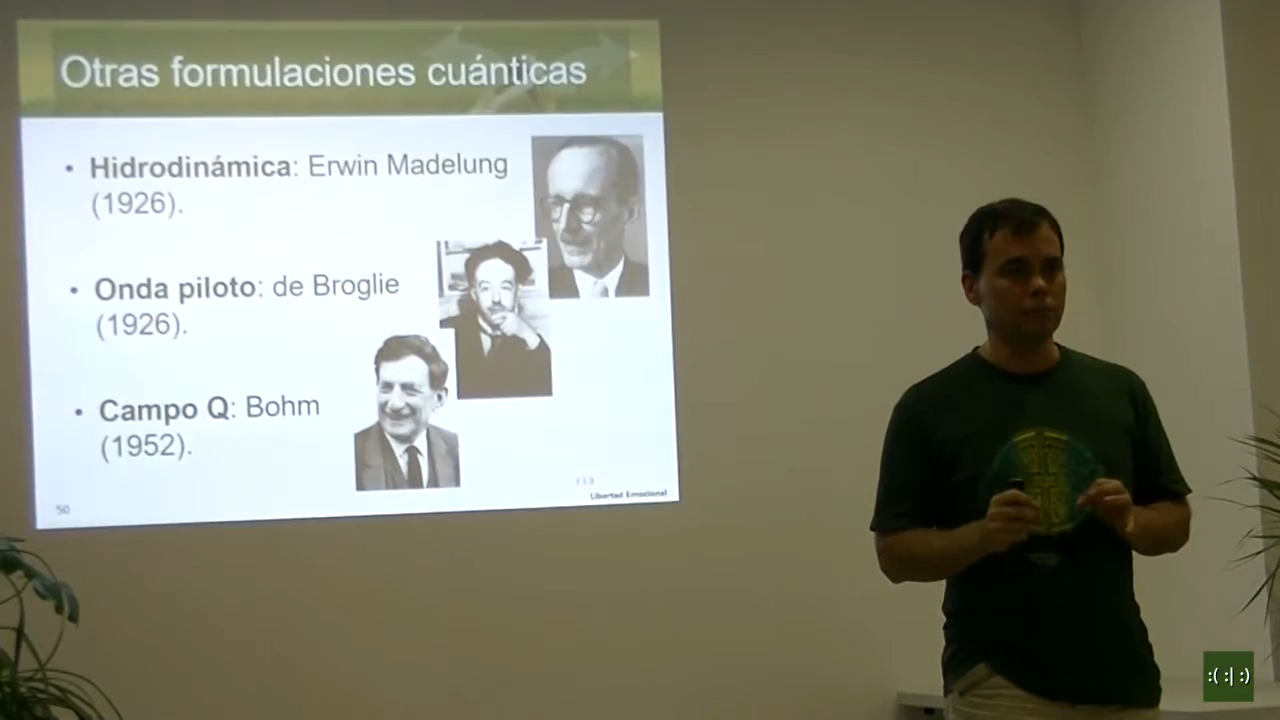 Otras formulaciones cuánticas
• Hidrodinámica: Erwin Madelung
(1926).
• Onda piloto: de Broglie
(1926).
• Campo Q: Bohm
(1952).
50
Libertad Emocional
:( :| :)